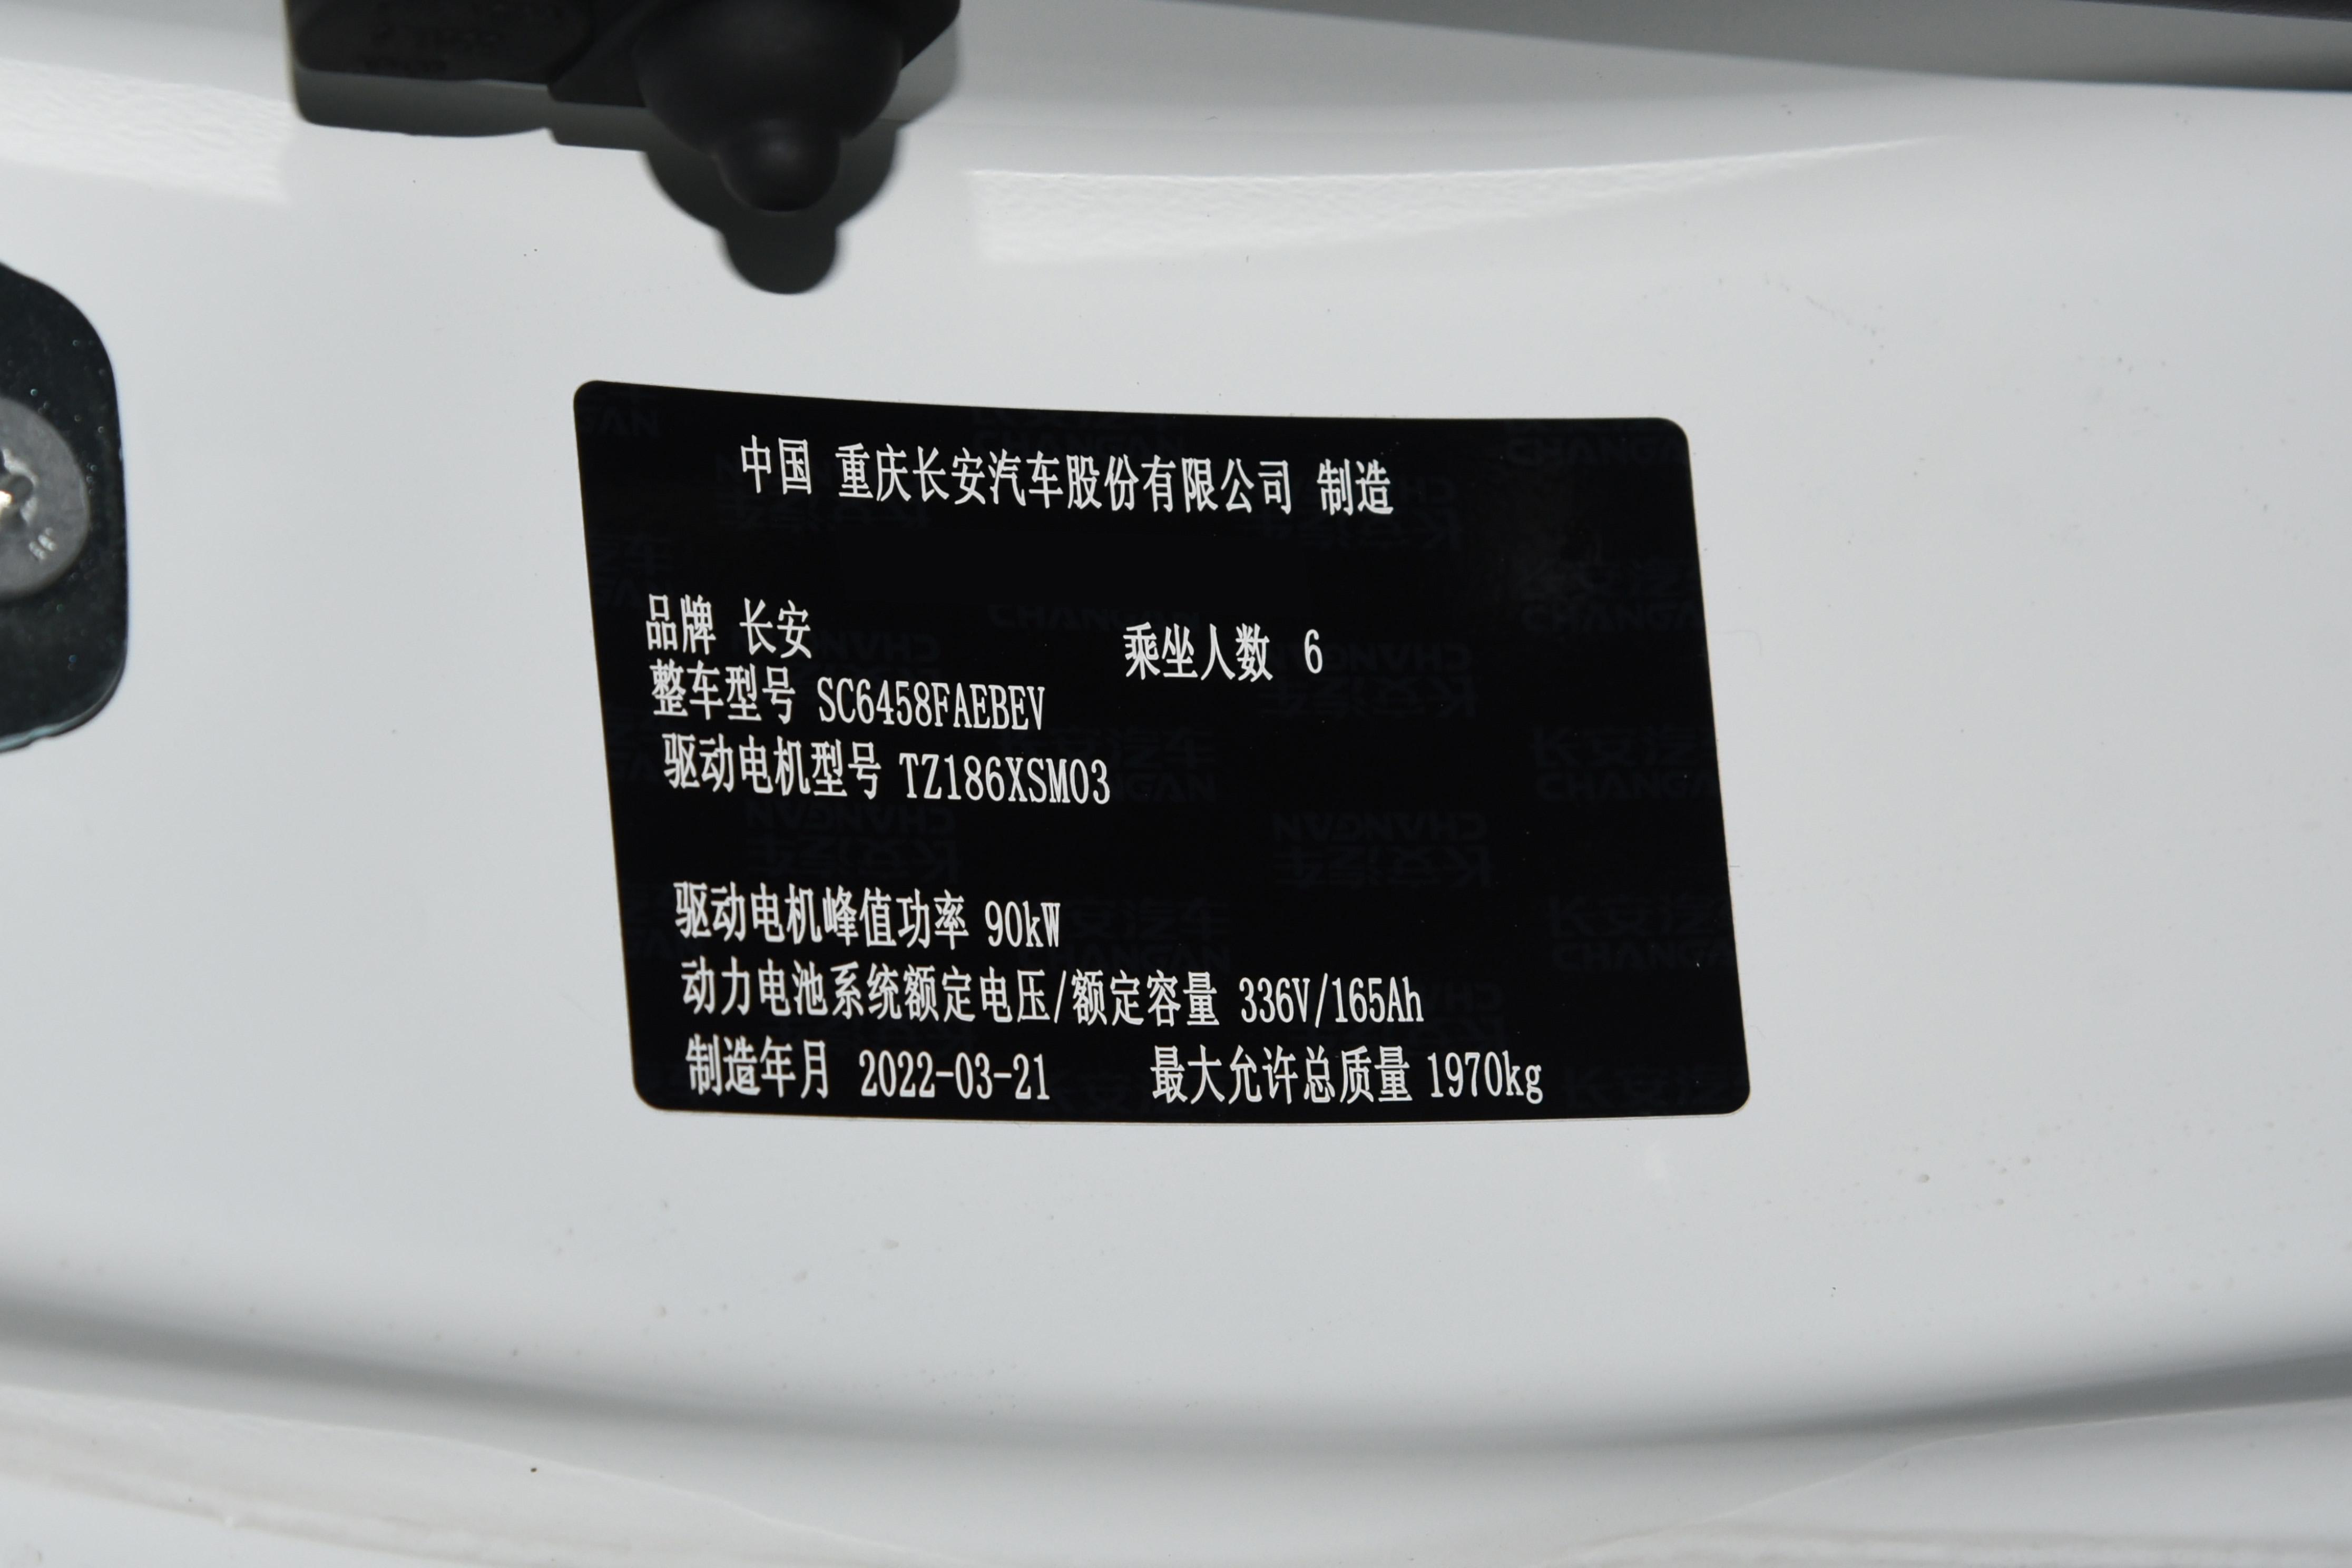 中国 重庆长安汽车股份有限公司 制造
品牌 长安 乘坐人数 6
整车型号 SC6458FAEBEV
驱动电机型号 TZ186XSM03
驱动电机峰值功率 90kW
动力电池系统额定电压/额定容量 336V/165Ah
制造年月 2022-03-21 最大允许总质量 1970kg